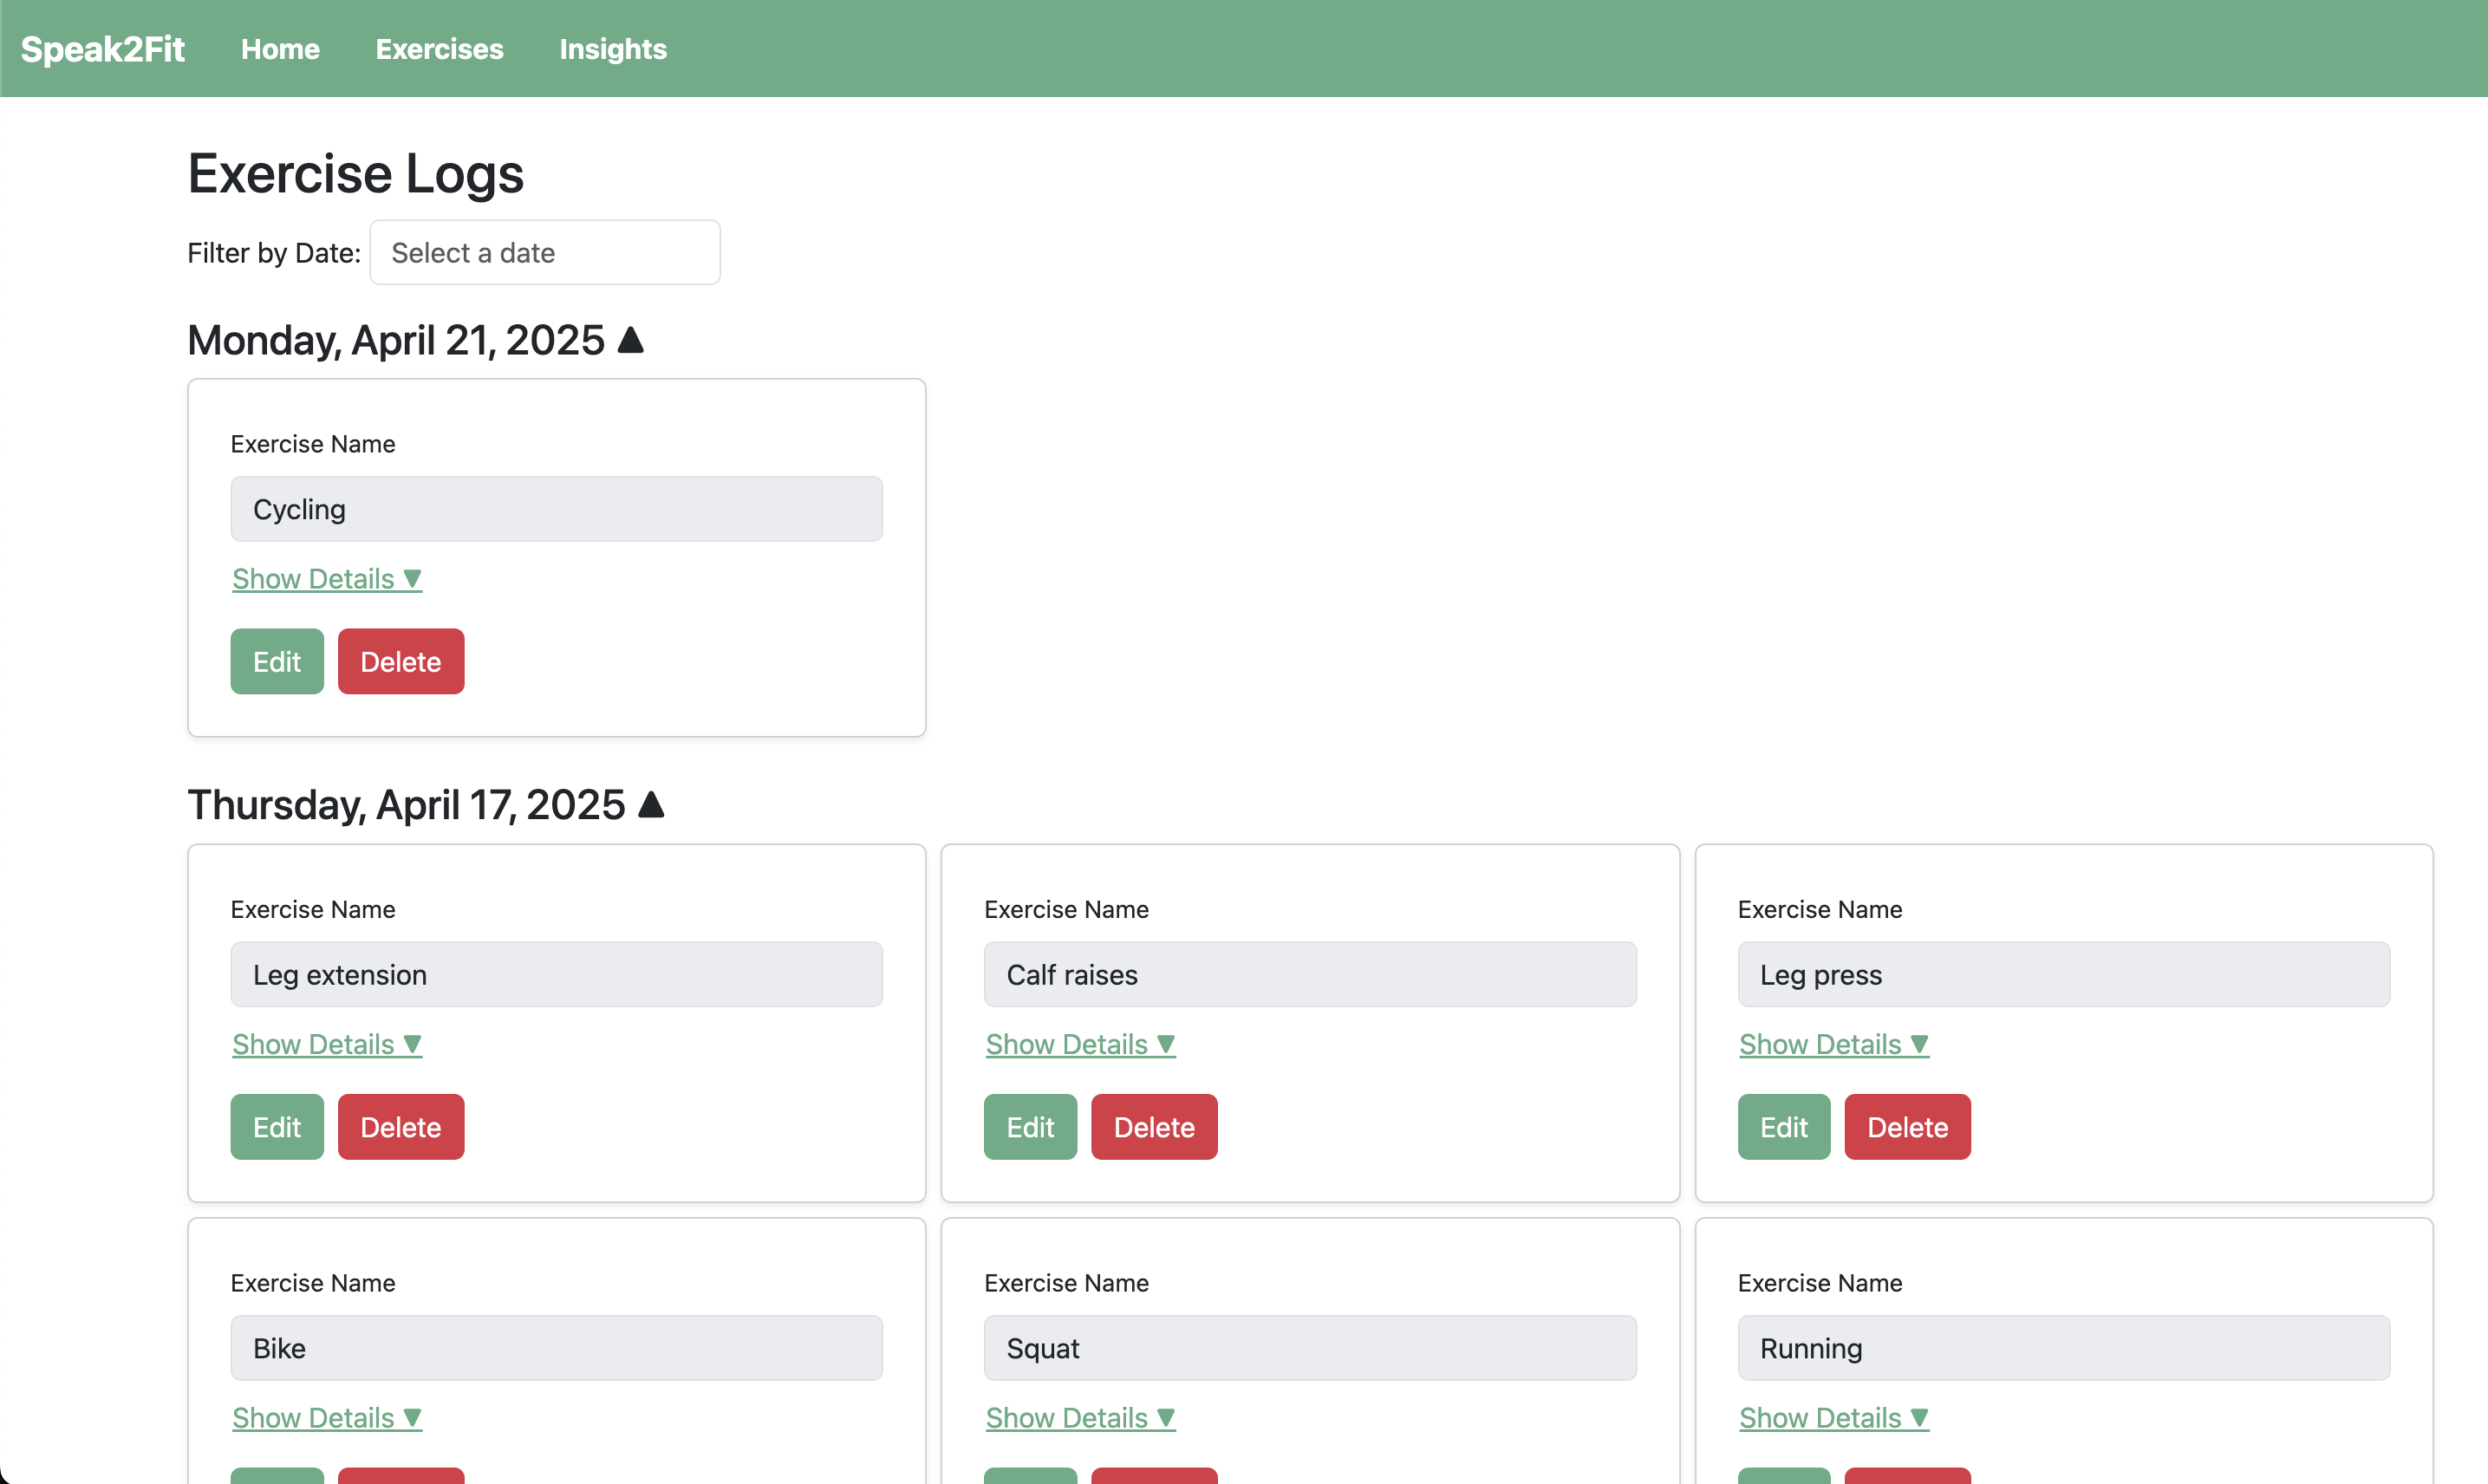 Speak2Fit Home Exercises Insights
Exercise Logs
Filter by Date: Select a date
Monday, April 21, 2025 ▲
Exercise Name
Cycling
Show Details ▼
Edit Delete
Thursday, April 17, 2025 ▲
Exercise Name Exercise Name Exercise Name
Leg extension Calf raises Leg press
Show Details ▼ Show Details ▼ Show Details ▼
Edit Delete Edit Delete Edit Delete
Exercise Name Exercise Name Exercise Name
Bike Squat Running
Show Details ▼ Show Details ▼ Show Details ▼